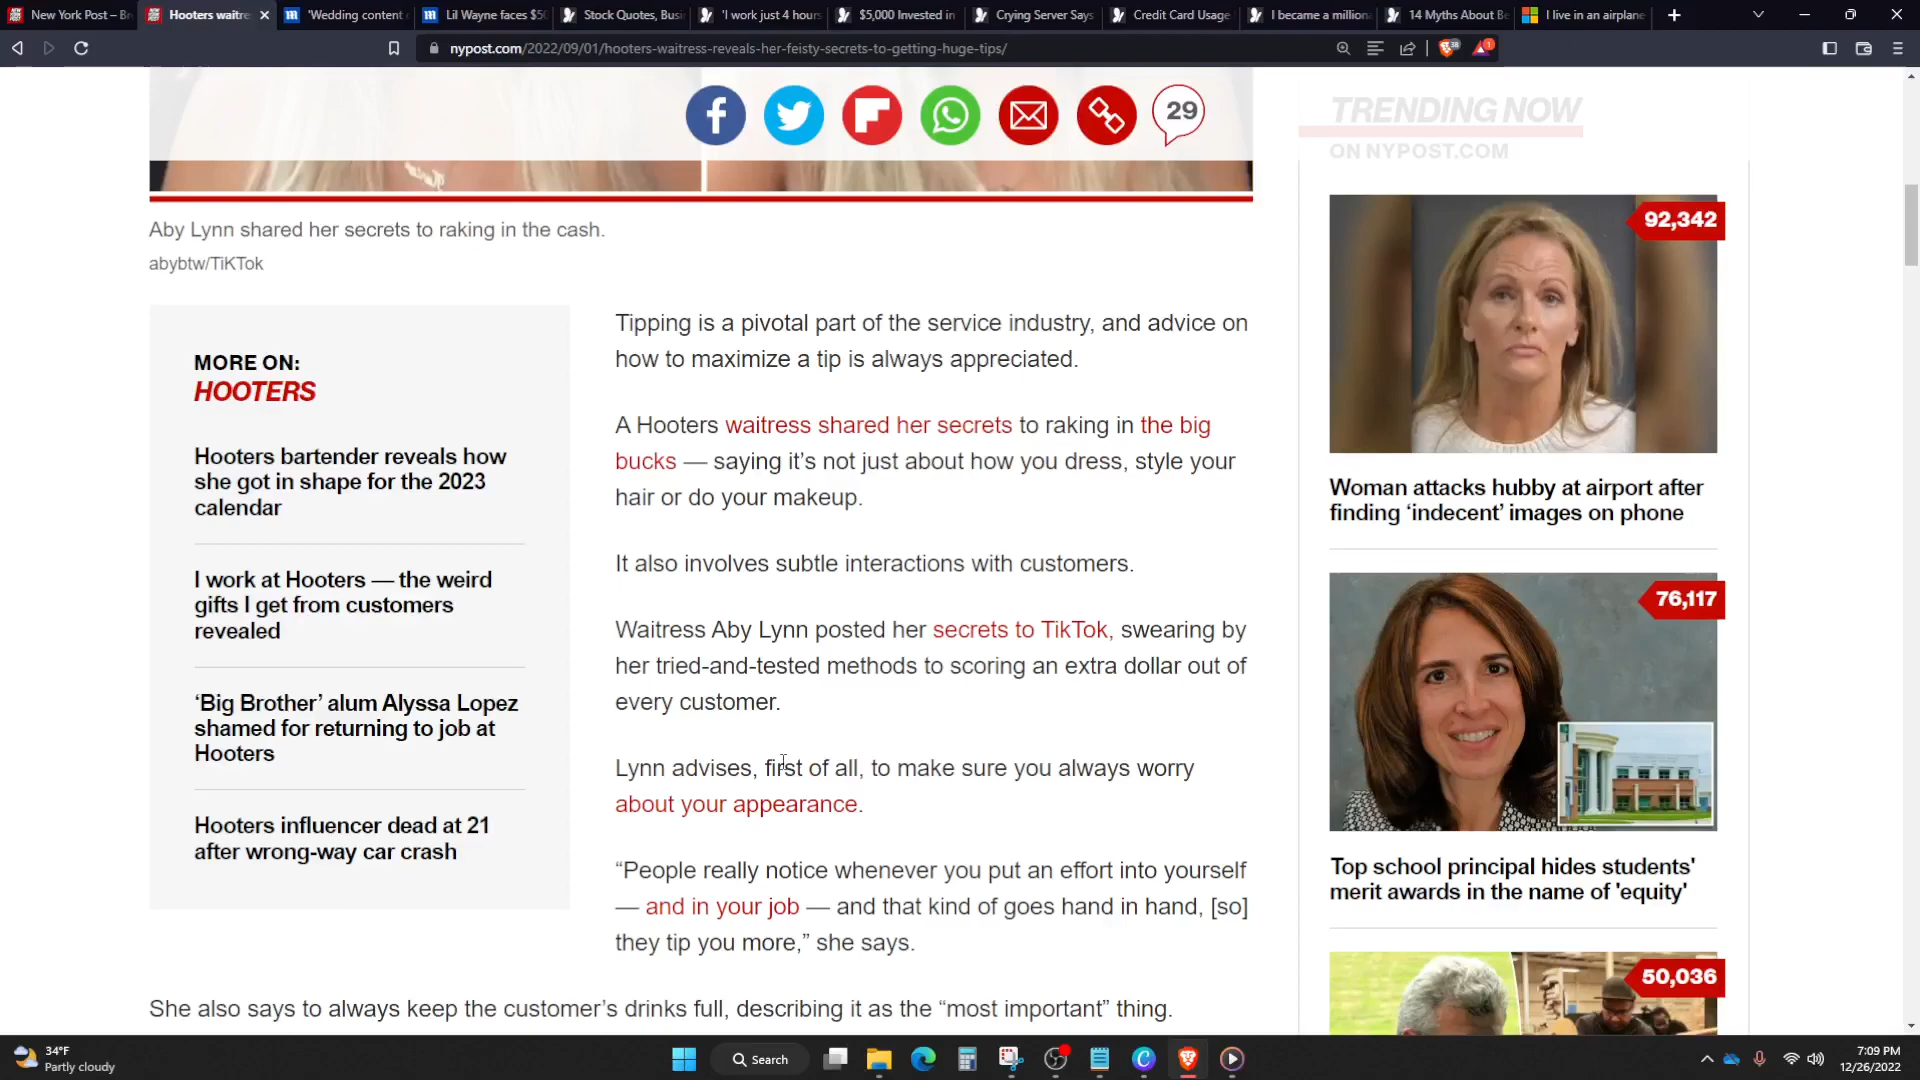 New York Post – Br
Hooters waitre
'Wedding content c
Lil Wayne faces $50
Stock Quotes, Busi
'I work just 4 hours
$5,000 Invested in
Crying Server Says
Credit Card Usage
I became a million
14 Myths About Be
I live in an airplane
nypost.com/2022/09/01/hooters-waitress-reveals-her-feisty-secrets-to-getting-huge-tips/
38
1
29
Aby Lynn shared her secrets to raking in the cash.
abybtw/TiKTok
MORE ON:
HOOTERS
Hooters bartender reveals how
she got in shape for the 2023
calendar
I work at Hooters — the weird
gifts I get from customers
revealed
‘Big Brother’ alum Alyssa Lopez
shamed for returning to job at
Hooters
Hooters influencer dead at 21
after wrong-way car crash
Tipping is a pivotal part of the service industry, and advice on
how to maximize a tip is always appreciated.
A Hooters waitress shared her secrets to raking in the big
bucks — saying it’s not just about how you dress, style your
hair or do your makeup.
It also involves subtle interactions with customers.
Waitress Aby Lynn posted her secrets to TikTok, swearing by
her tried-and-tested methods to scoring an extra dollar out of
every customer.
Lynn advises, first of all, to make sure you always worry
about your appearance.
“People really notice whenever you put an effort into yourself
— and in your job — and that kind of goes hand in hand, [so]
they tip you more,” she says.
She also says to always keep the customer’s drinks full, describing it as the “most important” thing.
TRENDING NOW
ON NYPOST.COM
92,342
Woman attacks hubby at airport after
finding ‘indecent’ images on phone
76,117
Top school principal hides students'
merit awards in the name of 'equity'
50,036
34°F
Partly cloudy
Search
7:09 PM
12/26/2022